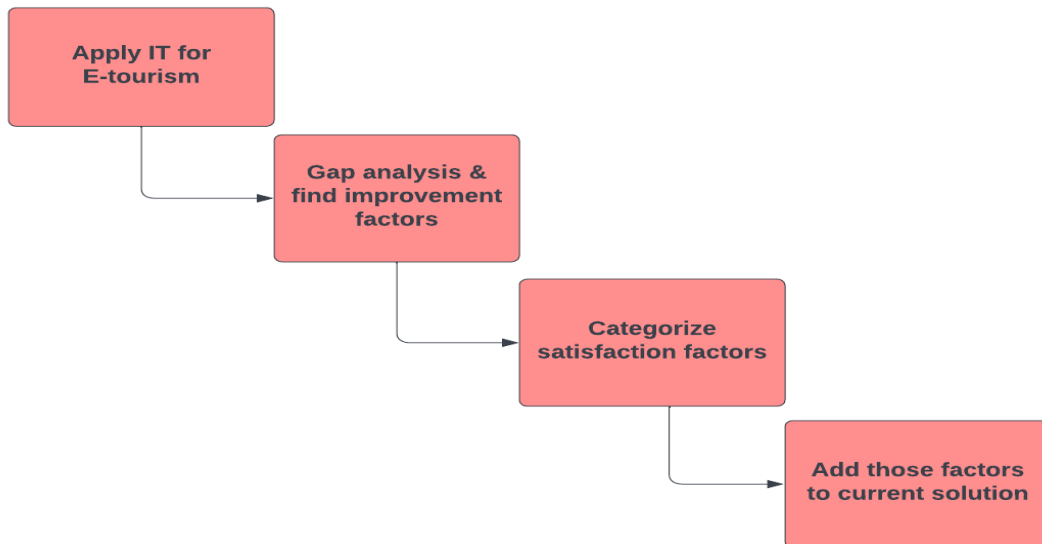 Apply IT for
E-tourism
Gap analysis &
find improvement
factors
Categorize
satisfaction factors
Add those factors
to current solution